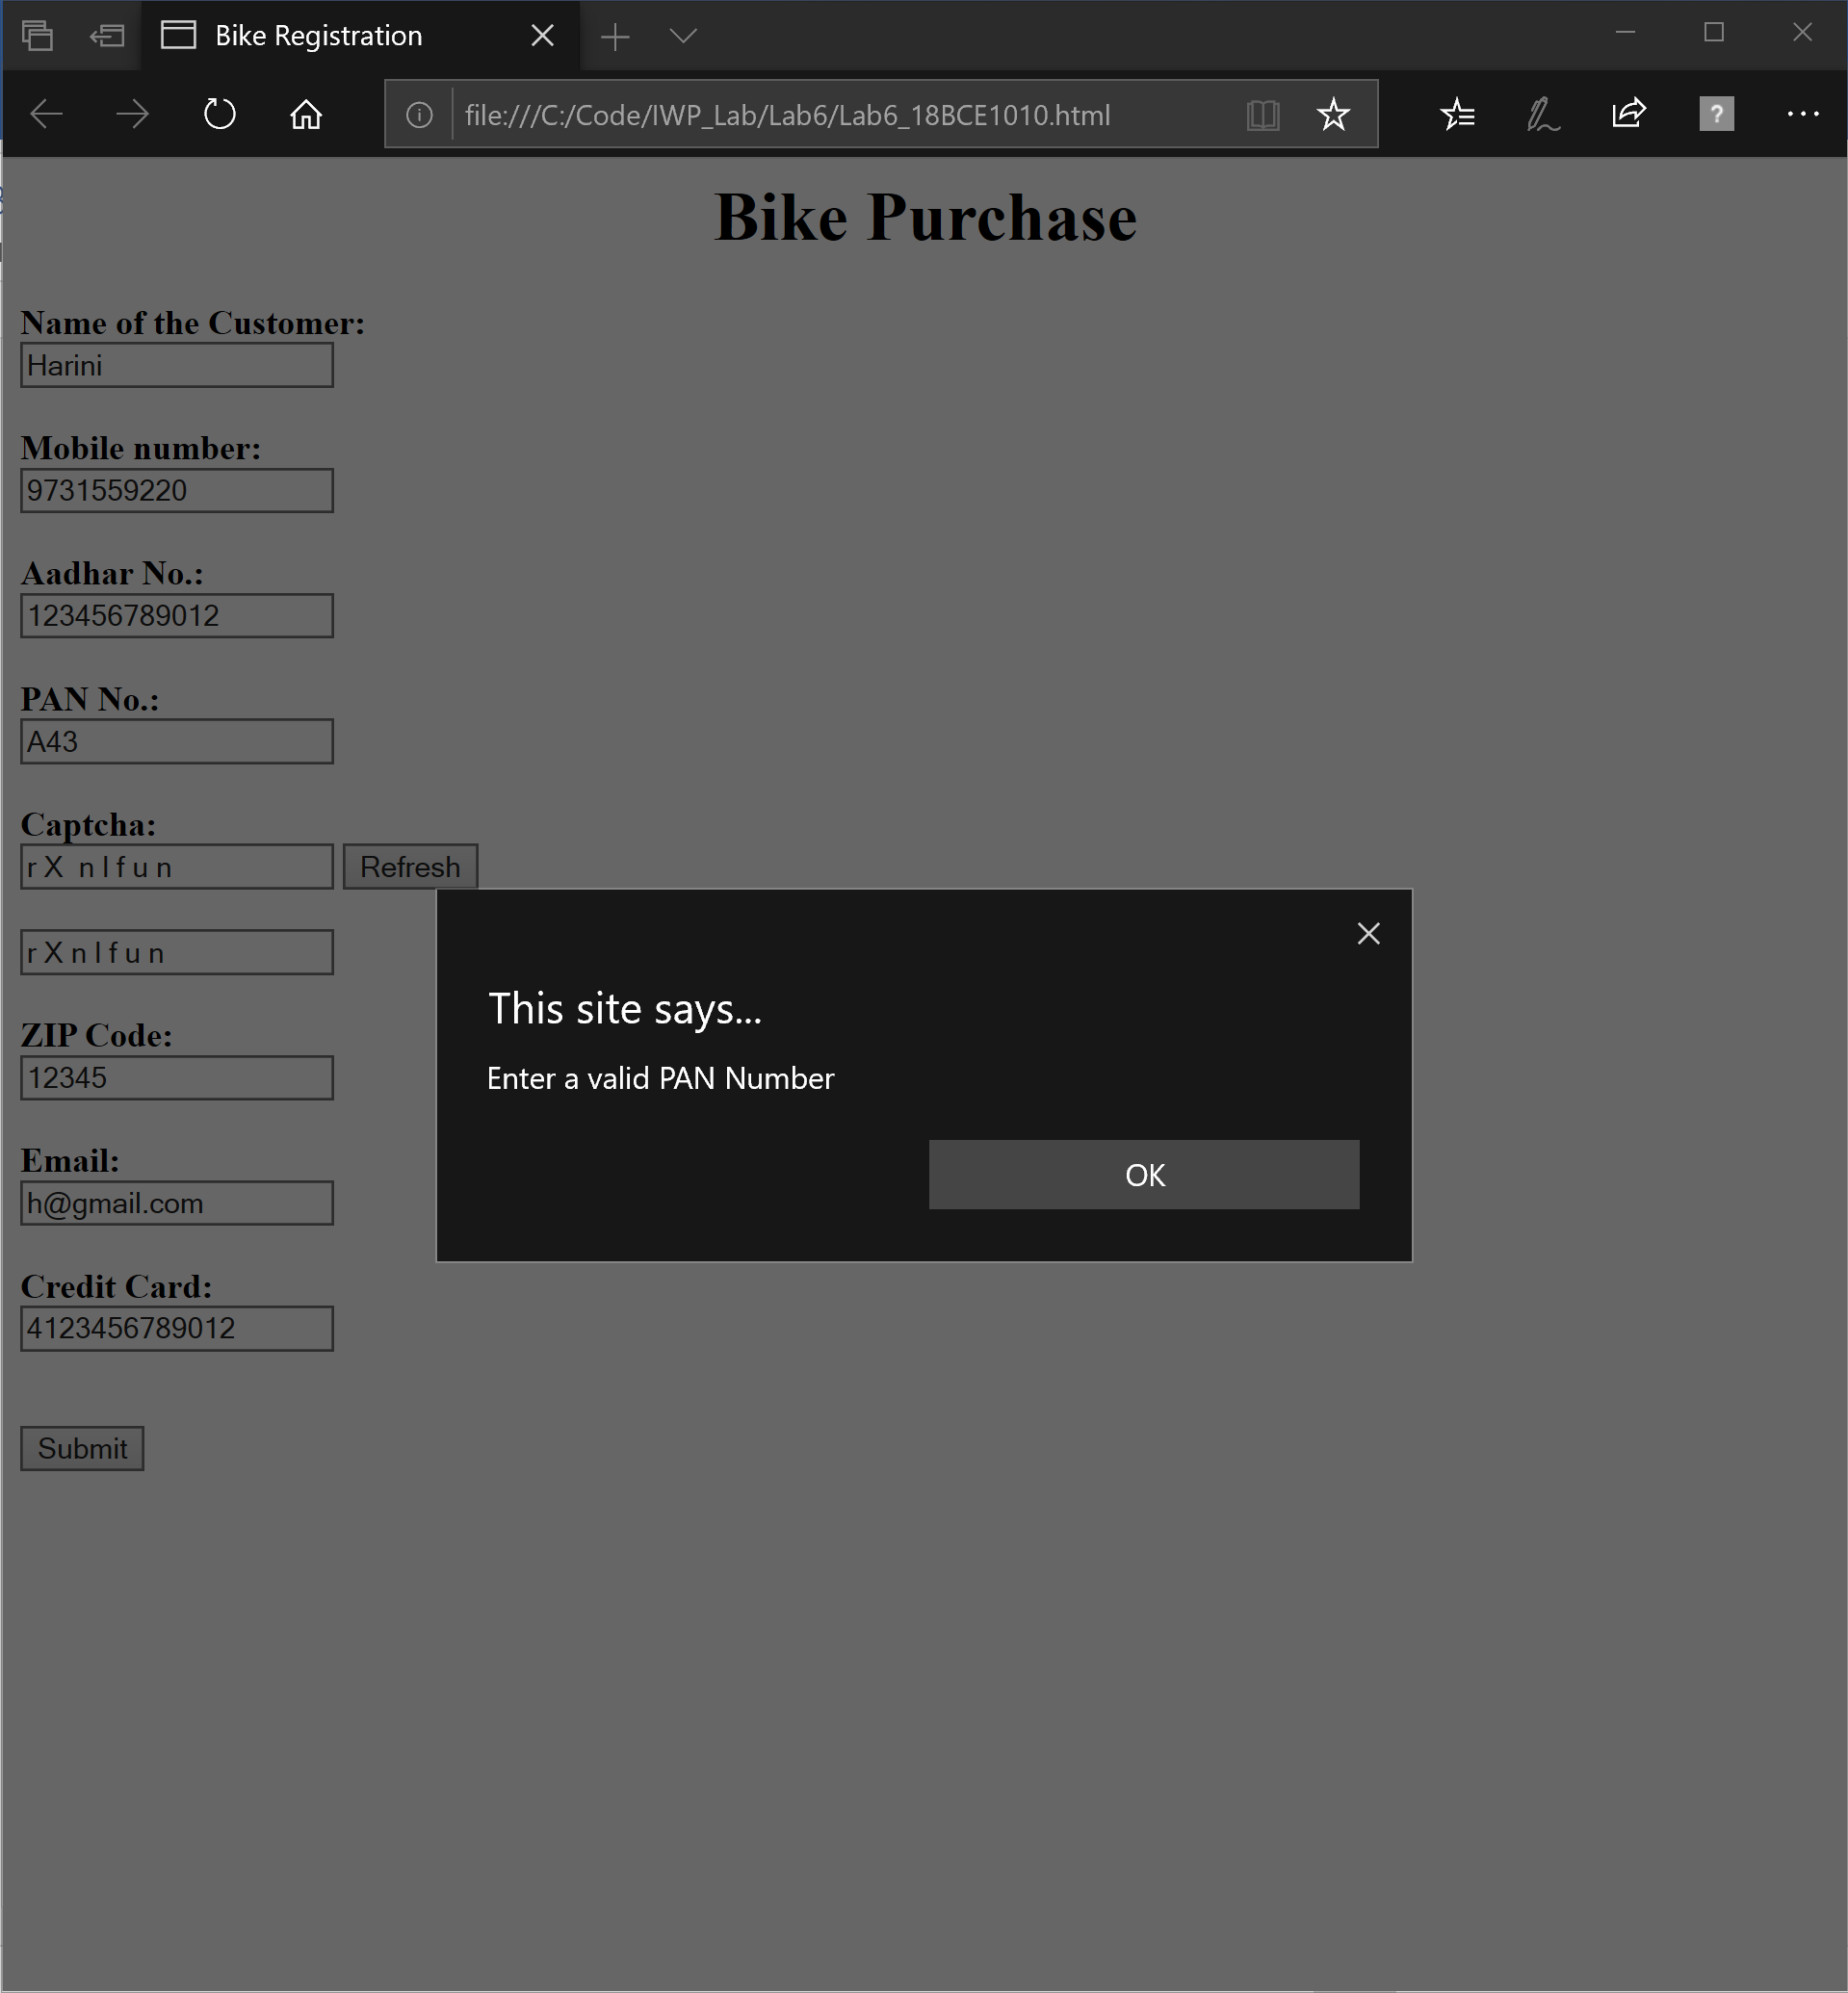 Bike Registration
file:///C:/Code/IWP_Lab/Lab6/Lab6_18BCE1010.html
?
Bike Purchase
Name of the Customer:
Harini
Mobile number:
9731559220
Aadhar No.:
123456789012
PAN No.:
A43
Captcha:
r X  n l f u n Refresh
r X n l f u n
This site says...
Enter a valid PAN Number
OK
ZIP Code:
12345
Email:
h@gmail.com
Credit Card:
4123456789012
Submit